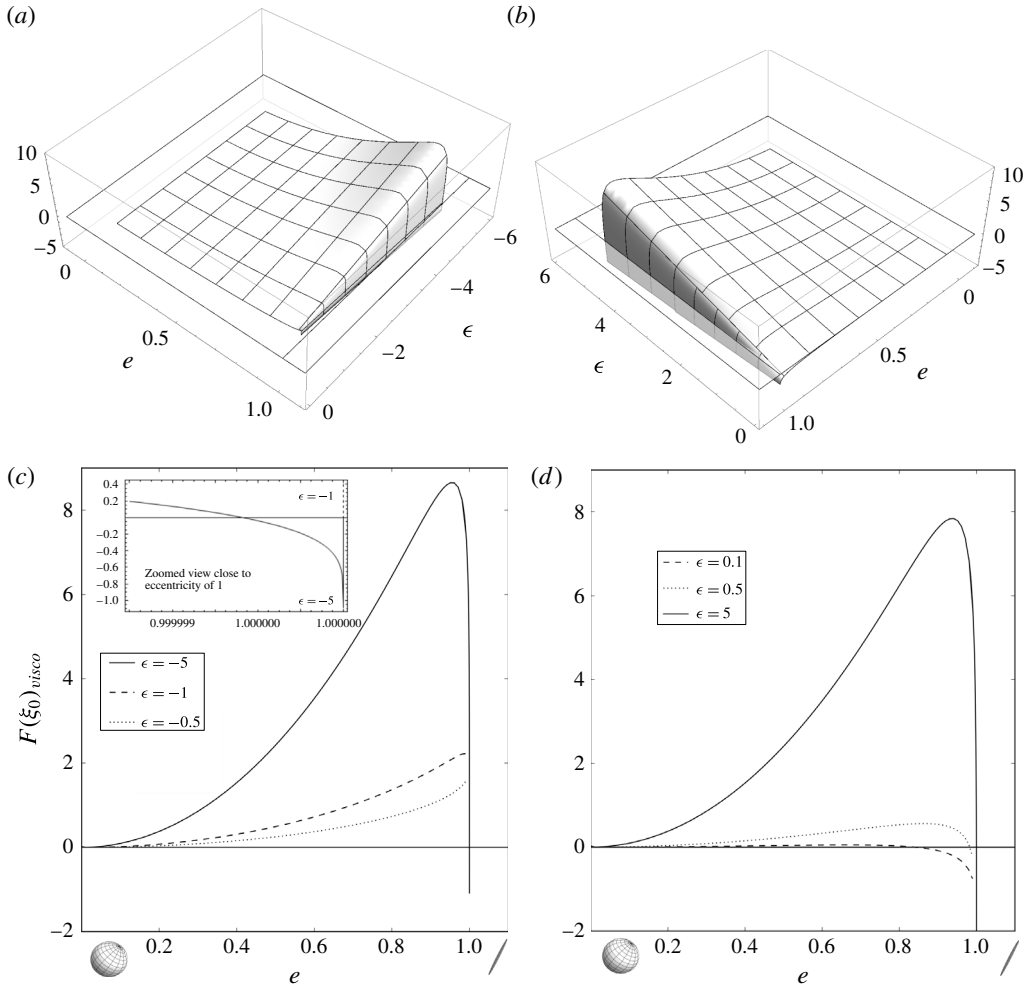 (a)
10
5
0
−5
0
0.5
e
1.0
0
−2
−4
ϵ
−6
(b)
10
5
0
−5
6
4
ϵ
2
0
0
0.5
e
1.0
(c)
8
6
4
2
0
−2
F(ξ0)visco
0.4
0.2
0
−0.2
−0.4
−0.6
−0.8
−1.0
ϵ = −1
Zoomed view close to
eccentricity of 1
ϵ = −5
0.999999
1.000000
1.000000
ϵ = −5
ϵ = −1
ϵ = −0.5
0.2
0.4
0.6
0.8
1.0
e
(d)
8
6
4
2
0
−2
ϵ = 0.1
ϵ = 0.5
ϵ = 5
0.2
0.4
0.6
0.8
1.0
e